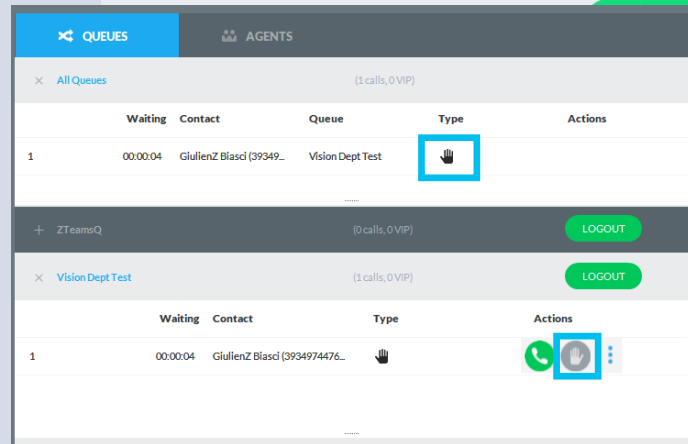 QUEUES AGENTS
All Queues (1 calls, 0 VIP)
Waiting Contact Queue Type Actions
1 00:00:04 GiulienZ Biasci (39349... Vision Dept Test
......
ZTeamsQ (0 calls, 0 VIP) LOGOUT
Vision Dept Test (1 calls, 0 VIP) LOGOUT
Waiting Contact Type Actions
1 00:00:04 GiulienZ Biasci (3934974476...
......